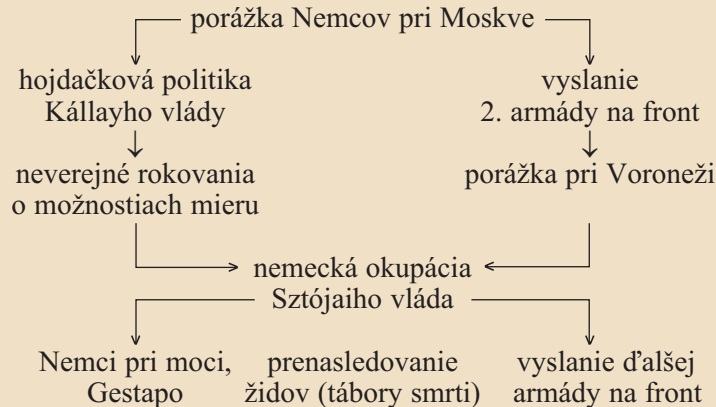 porážka Nemcov pri Moskve
hojdačková politika
Kállayho vlády
vyslanie
2. armády na front
neverejné rokovania
o možnostiach mieru
porážka pri Voroneži
nemecká okupácia
Sztójaiho vláda
Nemci pri moci,
Gestapo
prenasledovanie
židov (tábory smrti)
vyslanie ďalšej
armády na front